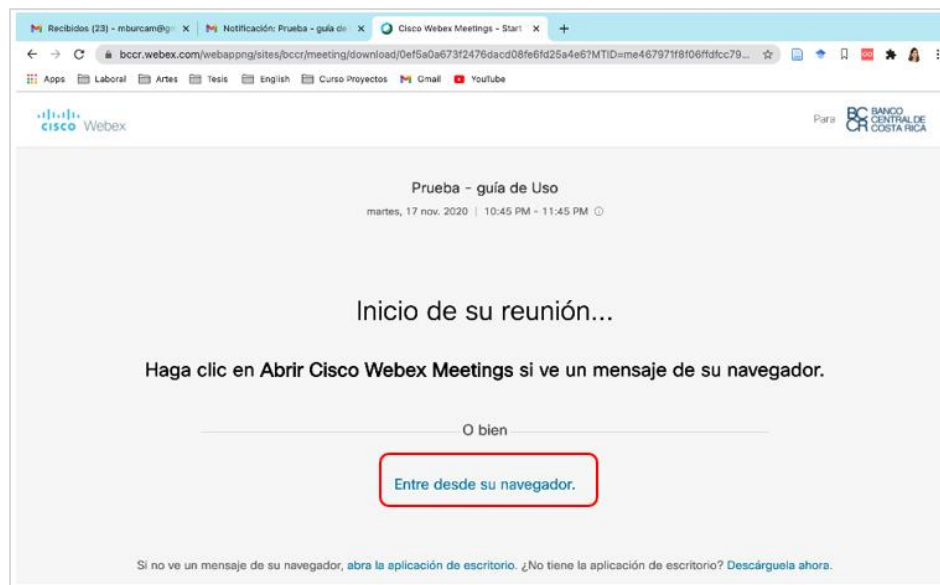 Recibidos (23) - mburcam@g
Notificación: Prueba - guía de
Cisco Webex Meetings - Start
bccr.webex.com/webappng/sites/bccr/meeting/download/0ef5a0a673f2476dacd08fe6fd25a4e6?MTID=me467971f8f06ffdfcc79...
Apps Laboral Artes Tesis English Curso Proyectos Gmail YouTube
cisco Webex
Para BCCR BANCO CENTRAL DE COSTA RICA
Prueba - guía de Uso
martes, 17 nov. 2020 | 10:45 PM - 11:45 PM
Inicio de su reunión...
Haga clic en Abrir Cisco Webex Meetings si ve un mensaje de su navegador.
O bien
Entre desde su navegador.
Si no ve un mensaje de su navegador, abra la aplicación de escritorio. ¿No tiene la aplicación de escritorio? Descárguela ahora.